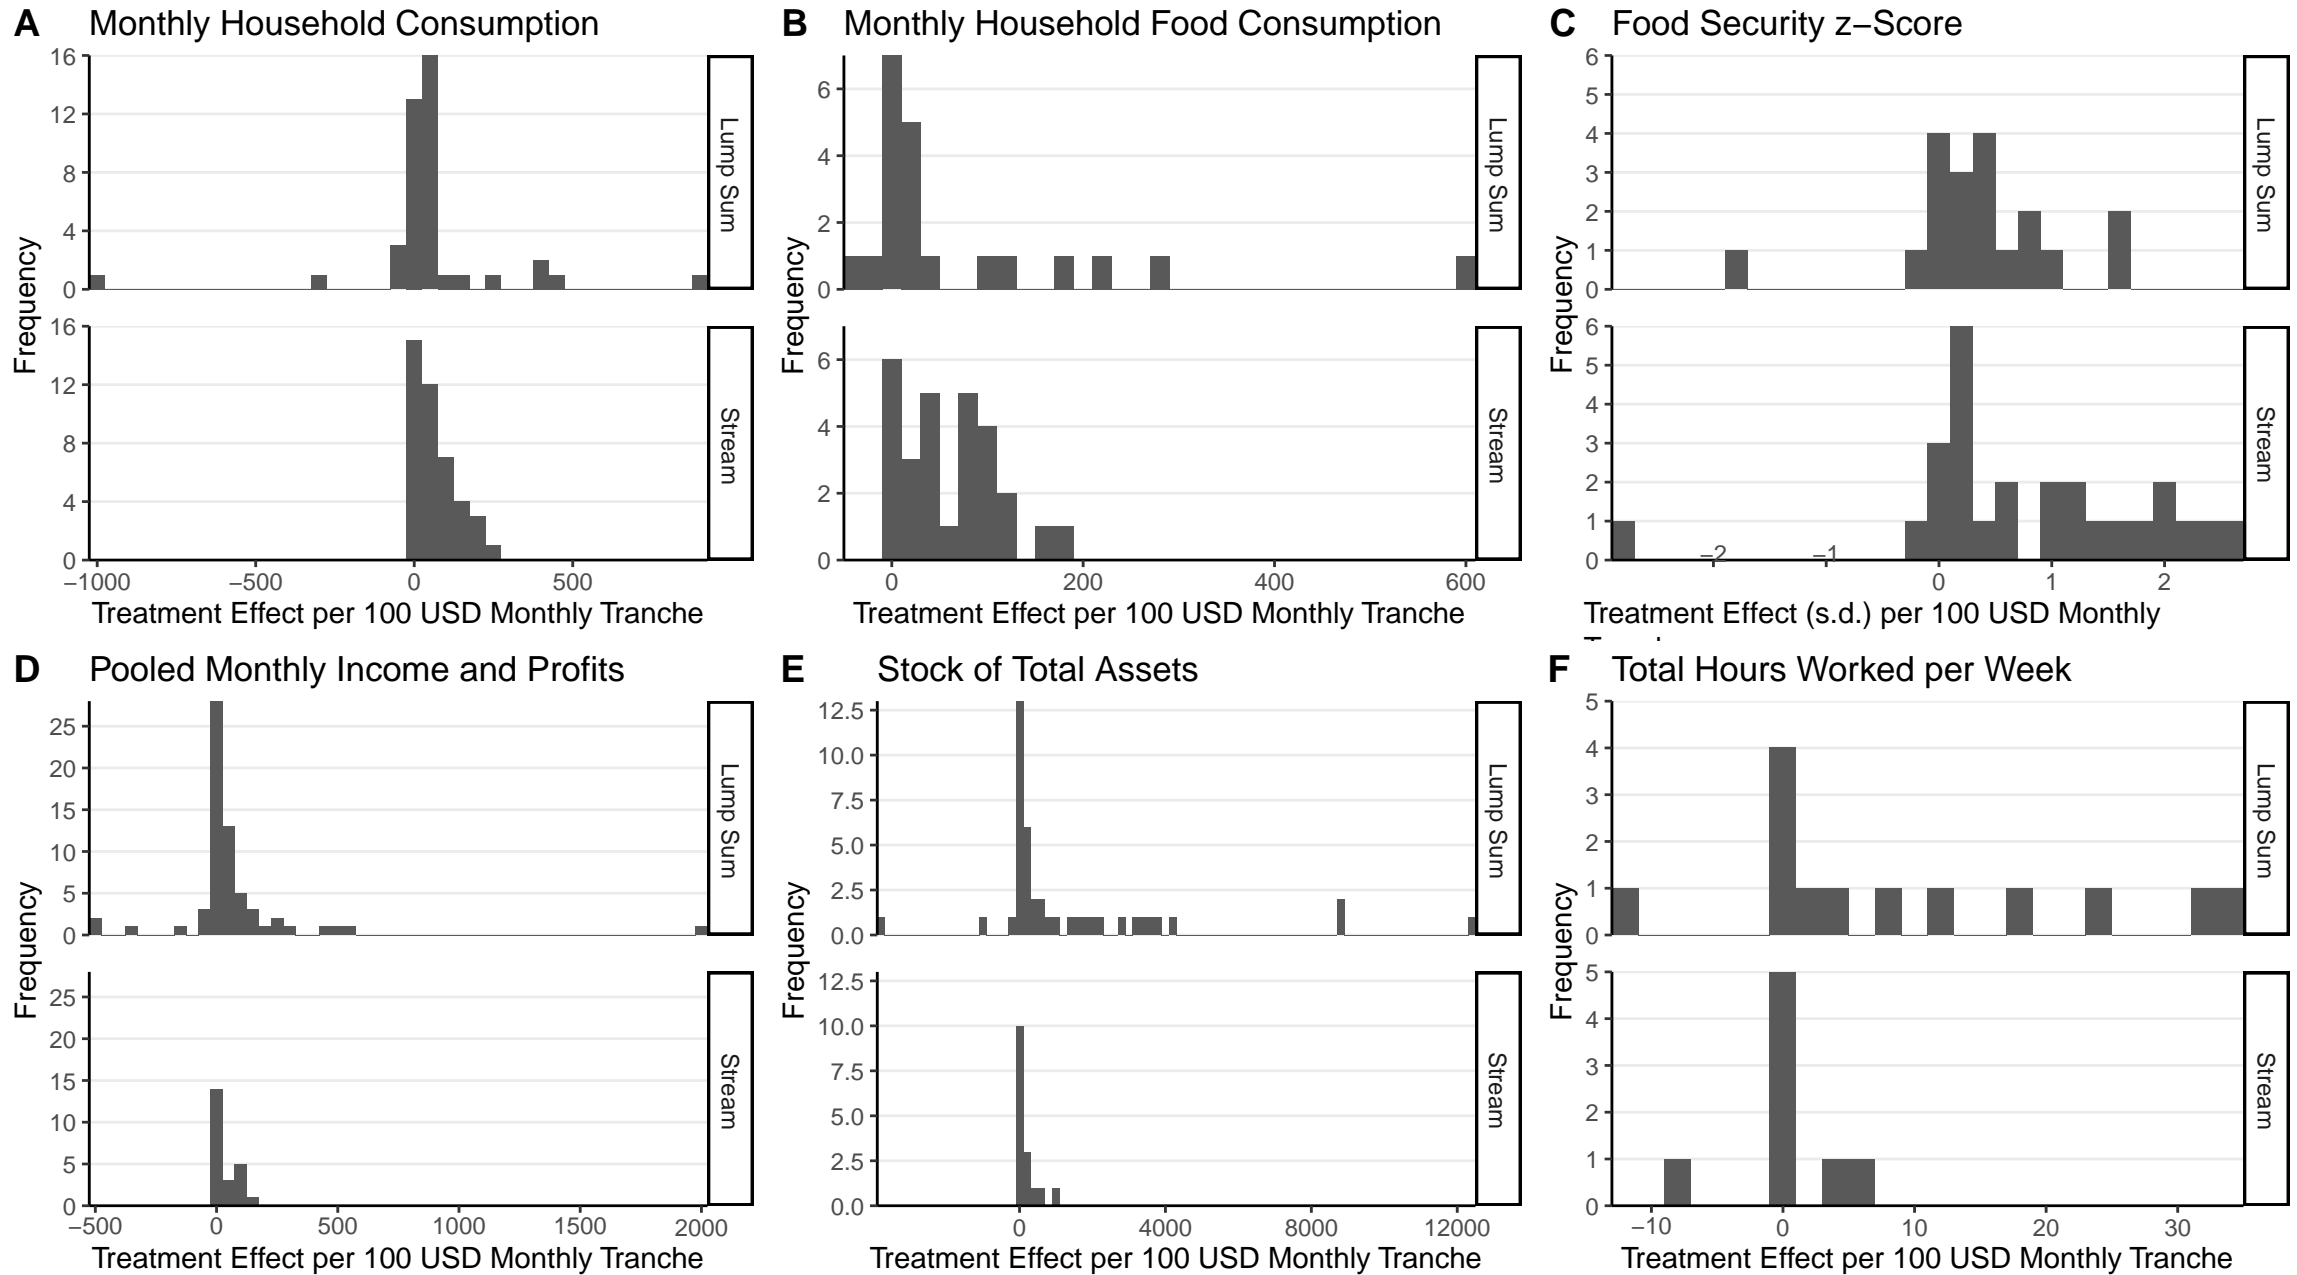 A Monthly Household Consumption
Frequency
16
12
8
4
0
Lump Sum
16
12
8
4
0
Stream
−1000 −500 0 500
Treatment Effect per 100 USD Monthly Tranche
B Monthly Household Food Consumption
Frequency
6
4
2
0
Lump Sum
6
4
2
0
Stream
0 200 400 600
Treatment Effect per 100 USD Monthly Tranche
C Food Security z−Score
Frequency
6
5
4
3
2
1
0
Lump Sum
6
5
4
3
2
1
0
Stream
−2 −1 0 1 2
Treatment Effect (s.d.) per 100 USD Monthly
D Pooled Monthly Income and Profits
Frequency
25
20
15
10
5
0
Lump Sum
25
20
15
10
5
0
Stream
−500 0 500 1000 1500 2000
Treatment Effect per 100 USD Monthly Tranche
E Stock of Total Assets
Frequency
12.5
10.0
7.5
5.0
2.5
0.0
Lump Sum
12.5
10.0
7.5
5.0
2.5
0.0
Stream
0 4000 8000 12000
Treatment Effect per 100 USD Monthly Tranche
F Total Hours Worked per Week
Frequency
5
4
3
2
1
0
Lump Sum
5
4
3
2
1
0
Stream
−10 0 10 20 30
Treatment Effect per 100 USD Monthly Tranche